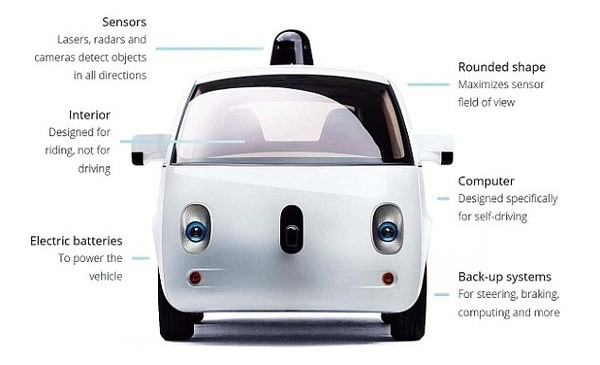 Sensors
Lasers, radars and
cameras detect objects
in all directions
Interior
Designed for
riding, not for
driving
Electric batteries
To power the
vehicle
Rounded shape
Maximizes sensor
field of view
Computer
Designed specifically
for self-driving
Back-up systems
For steering, braking,
computing and more